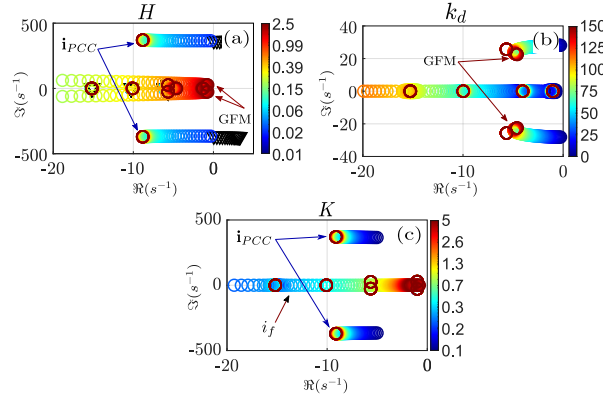 H
500
0
-500
ℑ(s⁻¹)
i_PCC
(a)
GFM
-20
-10
0
ℜ(s⁻¹)
2.5
0.99
0.39
0.15
0.06
0.02
0.01
k_d
40
20
0
-20
-40
GFM
(b)
-20
-10
0
ℜ(s⁻¹)
150
125
100
75
50
25
0
K
500
0
-500
ℑ(s⁻¹)
i_PCC
(c)
i_f
-20
-10
0
ℜ(s⁻¹)
5
2.6
1.3
0.7
0.3
0.2
0.1